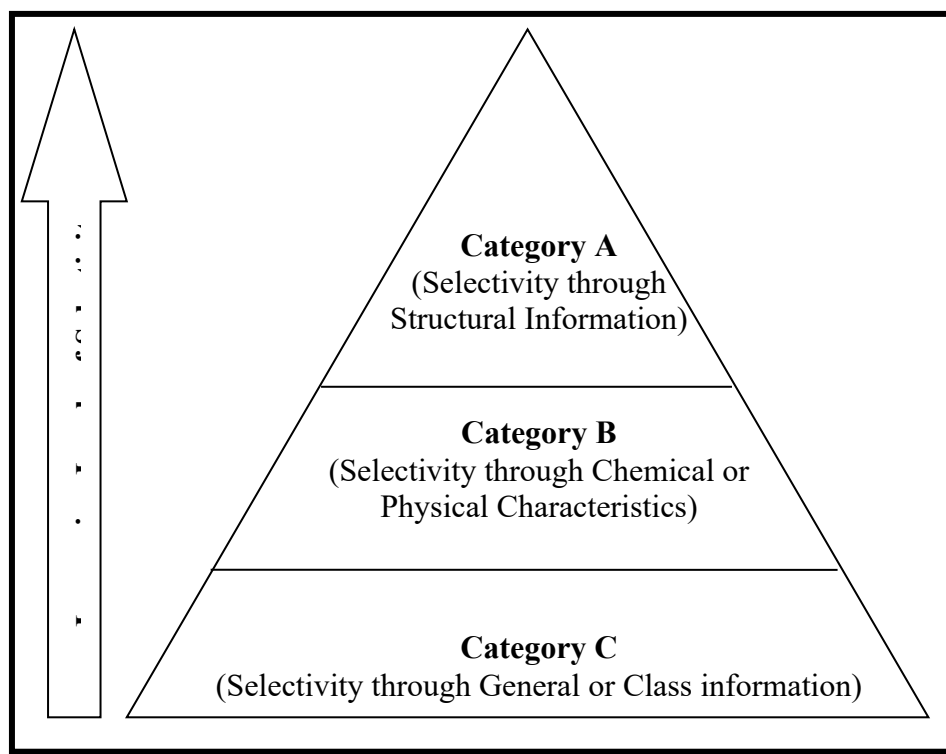 Category A
(Selectivity through
Structural Information)
Category B
(Selectivity through Chemical or
Physical Characteristics)
Category C
(Selectivity through General or Class information)